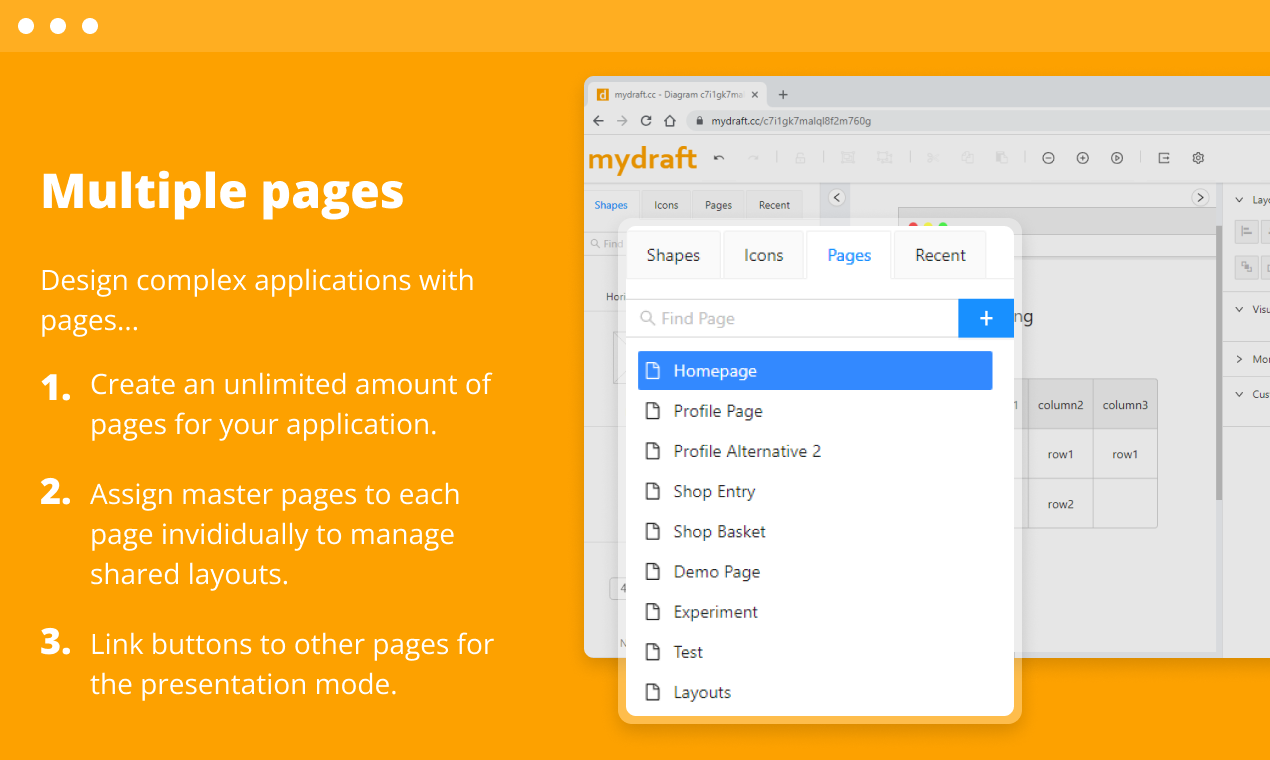 Multiple pages
Design complex applications with
pages...
1. Create an unlimited amount of
pages for your application.
2. Assign master pages to each
page invididually to manage
shared layouts.
3. Link buttons to other pages for
the presentation mode.
mydraft.cc - Diagram c7i1gk7mal
mydraft.cc/c7i1gk7malql8f2m760g
mydraft
Shapes Icons Pages Recent
Find
Hori
Shapes Icons Pages Recent
Find Page +
Homepage
Profile Page
Profile Alternative 2
Shop Entry
Shop Basket
Demo Page
Experiment
Test
Layouts
ng
1 column2 column3
row1 row1
row2
4
N
Layo
Visu
Mor
Cus